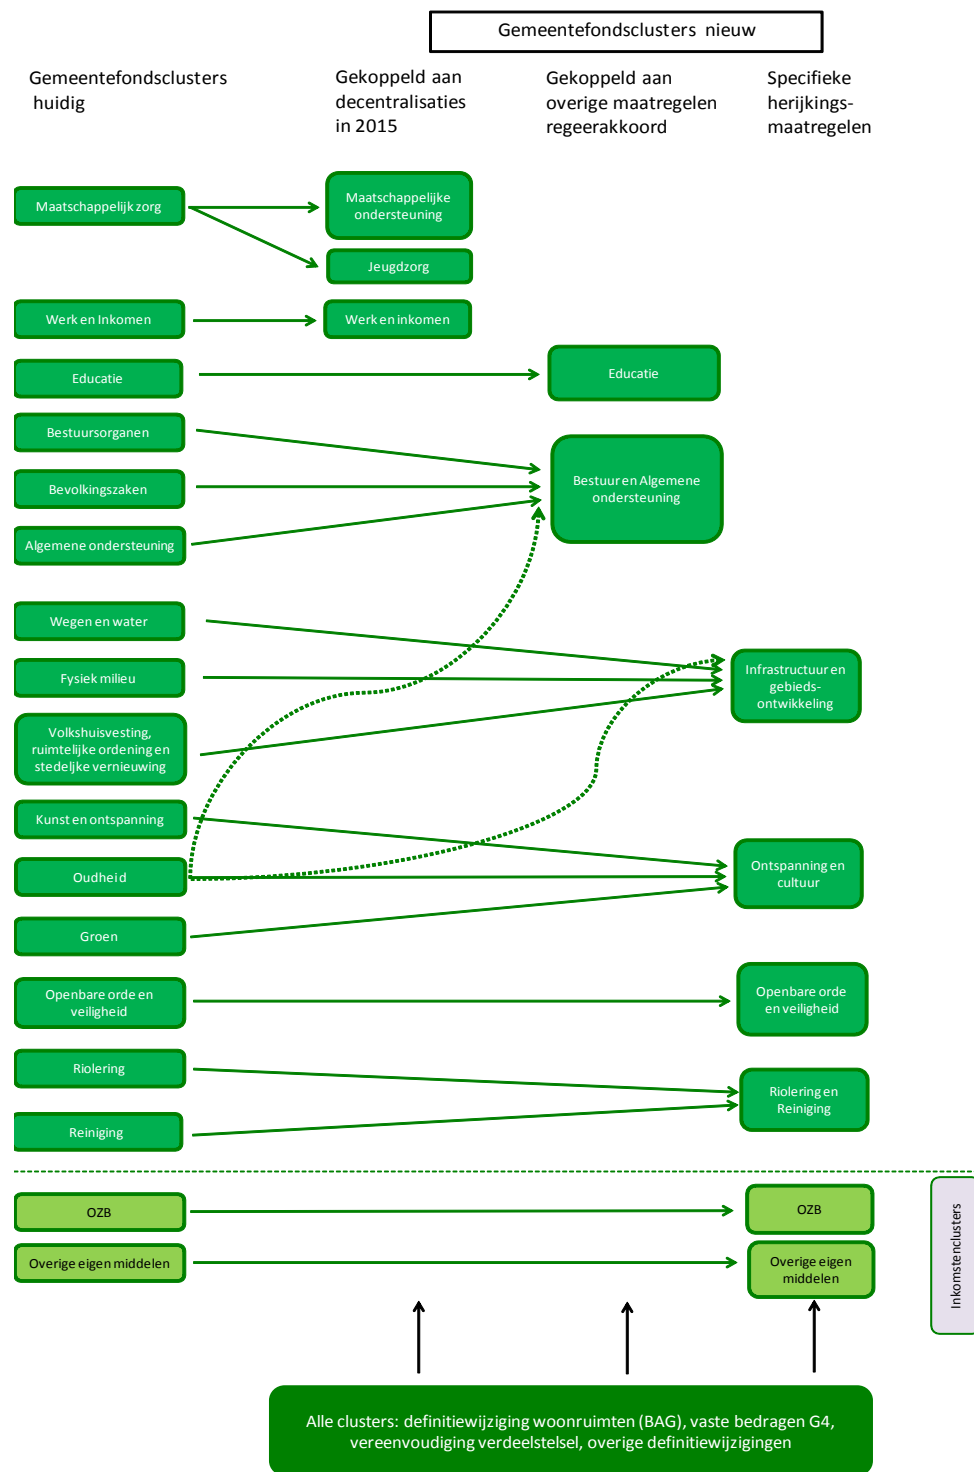 Gemeentefondsclusters nieuw
Gemeentefondsclusters
huidig
Gekoppeld aan
decentralisaties
in 2015
Gekoppeld aan
overige maatregelen
regeerakkoord
Specifieke
herijkings-
maatregelen
Maatschappelijk zorg
Maatschappelijke
ondersteuning
Jeugdzorg
Werk en Inkomen
Werk en inkomen
Educatie
Educatie
Bestuursorganen
Bevolkingszaken
Algemene ondersteuning
Bestuur en Algemene
ondersteuning
Wegen en water
Fysiek milieu
Volkshuisvesting,
ruimtelijke ordening en
stedeljke vernieuwing
Infrastructuur en
gebieds-
ontwikkeling
Kunst en ontspanning
Oudheid
Groen
Ontspanning en
cultuur
Openbare orde en
veiligheid
Openbare orde
en veiligheid
Riolering
Reiniging
Riolering en
Reiniging
OZB
OZB
Overige eigen middelen
Overige eigen
middelen
Inkomstenclusters
Alle clusters: definitiewijziging woonruimten (BAG), vaste bedragen G4,
vereenvoudiging verdeelstelsel, overige definitiewijzigingen